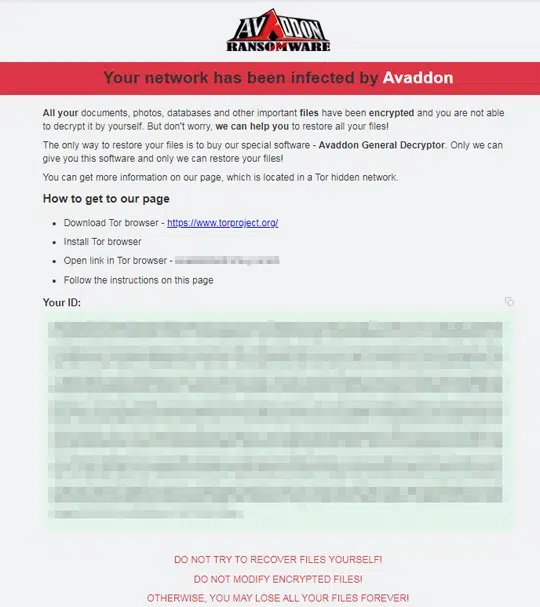 AVADDON
RANSOMWARE
Your network has been infected by Avaddon
All your documents, photos, databases and other important files have been encrypted and you are not able
to decrypt it by yourself. But don't worry, we can help you to restore all your files!
The only way to restore your files is to buy our special software - Avaddon General Decryptor. Only we can
give you this software and only we can restore your files!
You can get more information on our page, which is located in a Tor hidden network.
How to get to our page
• Download Tor browser - https://www.torproject.org/
• Install Tor browser
• Open link in Tor browser -
• Follow the instructions on this page
Your ID:
DO NOT TRY TO RECOVER FILES YOURSELF!
DO NOT MODIFY ENCRYPTED FILES!
OTHERWISE, YOU MAY LOSE ALL YOUR FILES FOREVER!